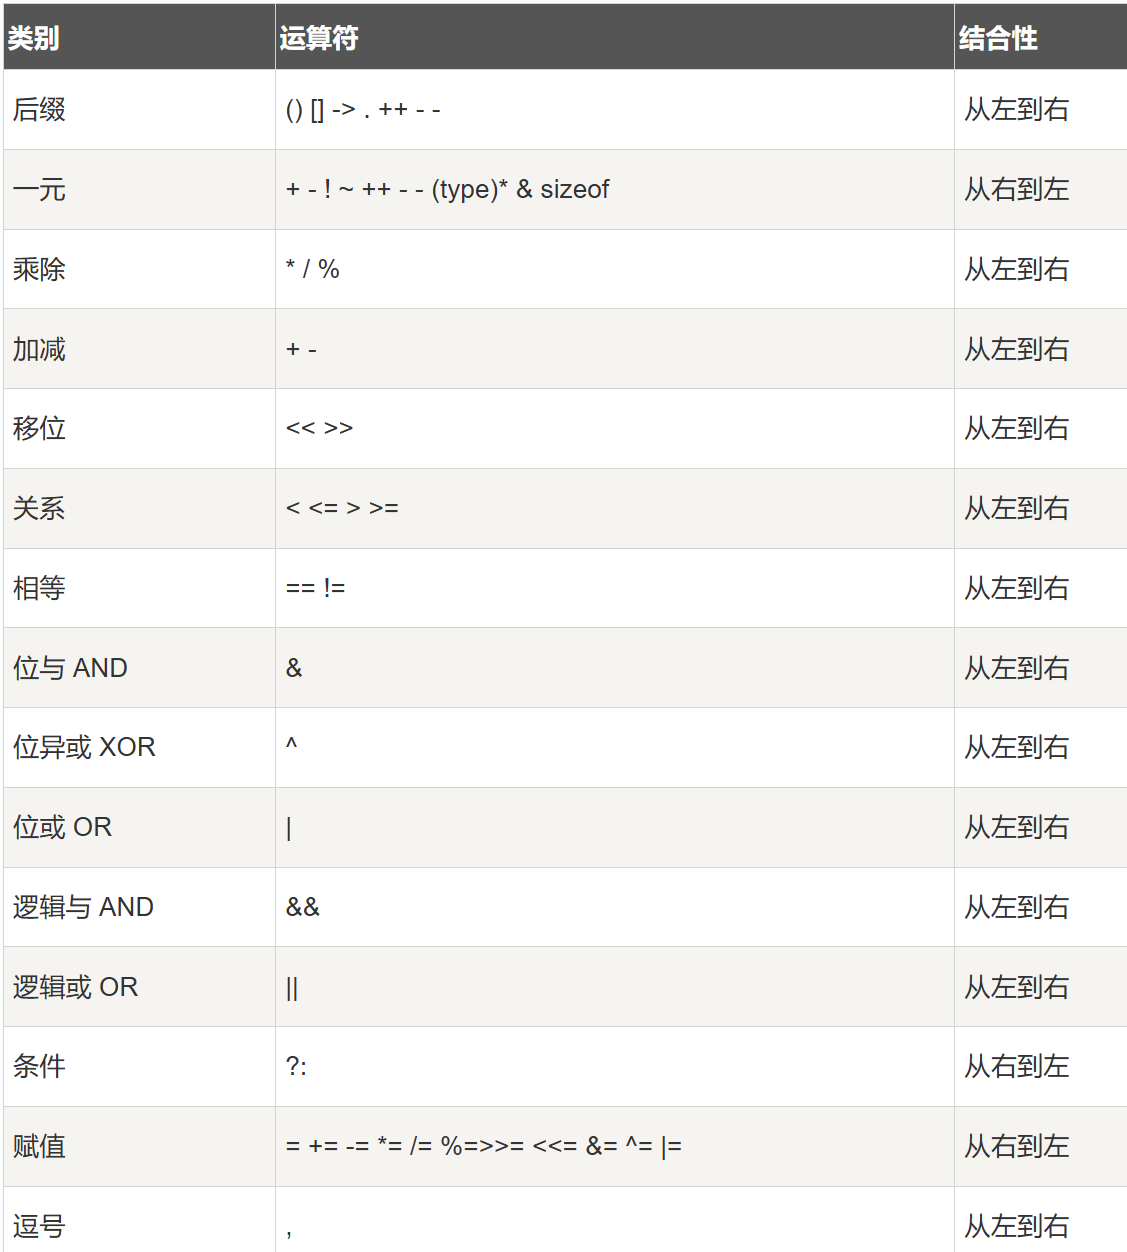 类别 运算符 结合性
后缀 () [] -> . ++ - - 从左到右
一元 + - ! ~ ++ - - (type)* & sizeof 从右到左
乘除 * / % 从左到右
加减 + - 从左到右
移位 << >> 从左到右
关系 < <= > >= 从左到右
相等 == != 从左到右
位与 AND & 从左到右
位异或 XOR ^ 从左到右
位或 OR | 从左到右
逻辑与 AND && 从左到右
逻辑或 OR || 从左到右
条件 ?: 从右到左
赋值 = += -= *= /= %=>>= <<= &= ^= |= 从右到左
逗号 , 从左到右